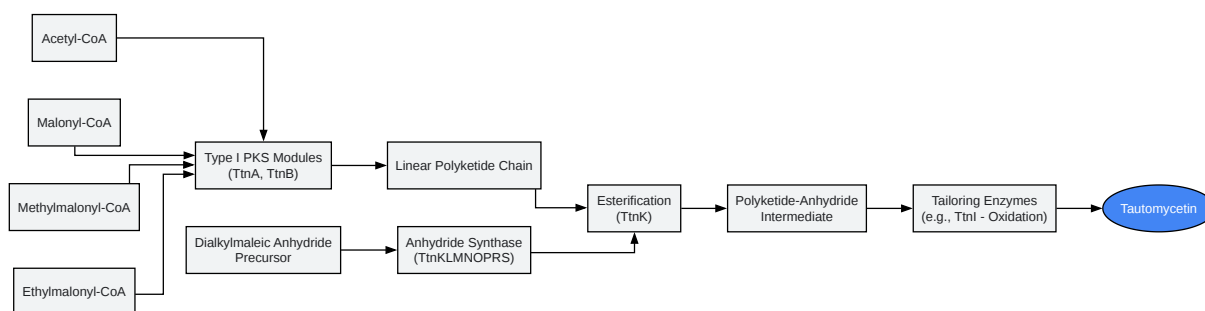 Acetyl-CoA
Malonyl-CoA
Methylmalonyl-CoA
Ethylmalonyl-CoA
Type I PKS Modules
(TtnA, TtnB)
Linear Polyketide Chain
Dialkylmaleic Anhydride
Precursor
Anhydride Synthase
(TtnKLMNOPRS)
Esterification
(TtnK)
Polyketide-Anhydride
Intermediate
Tailoring Enzymes
(e.g., TtnI - Oxidation)
Tautomycetin